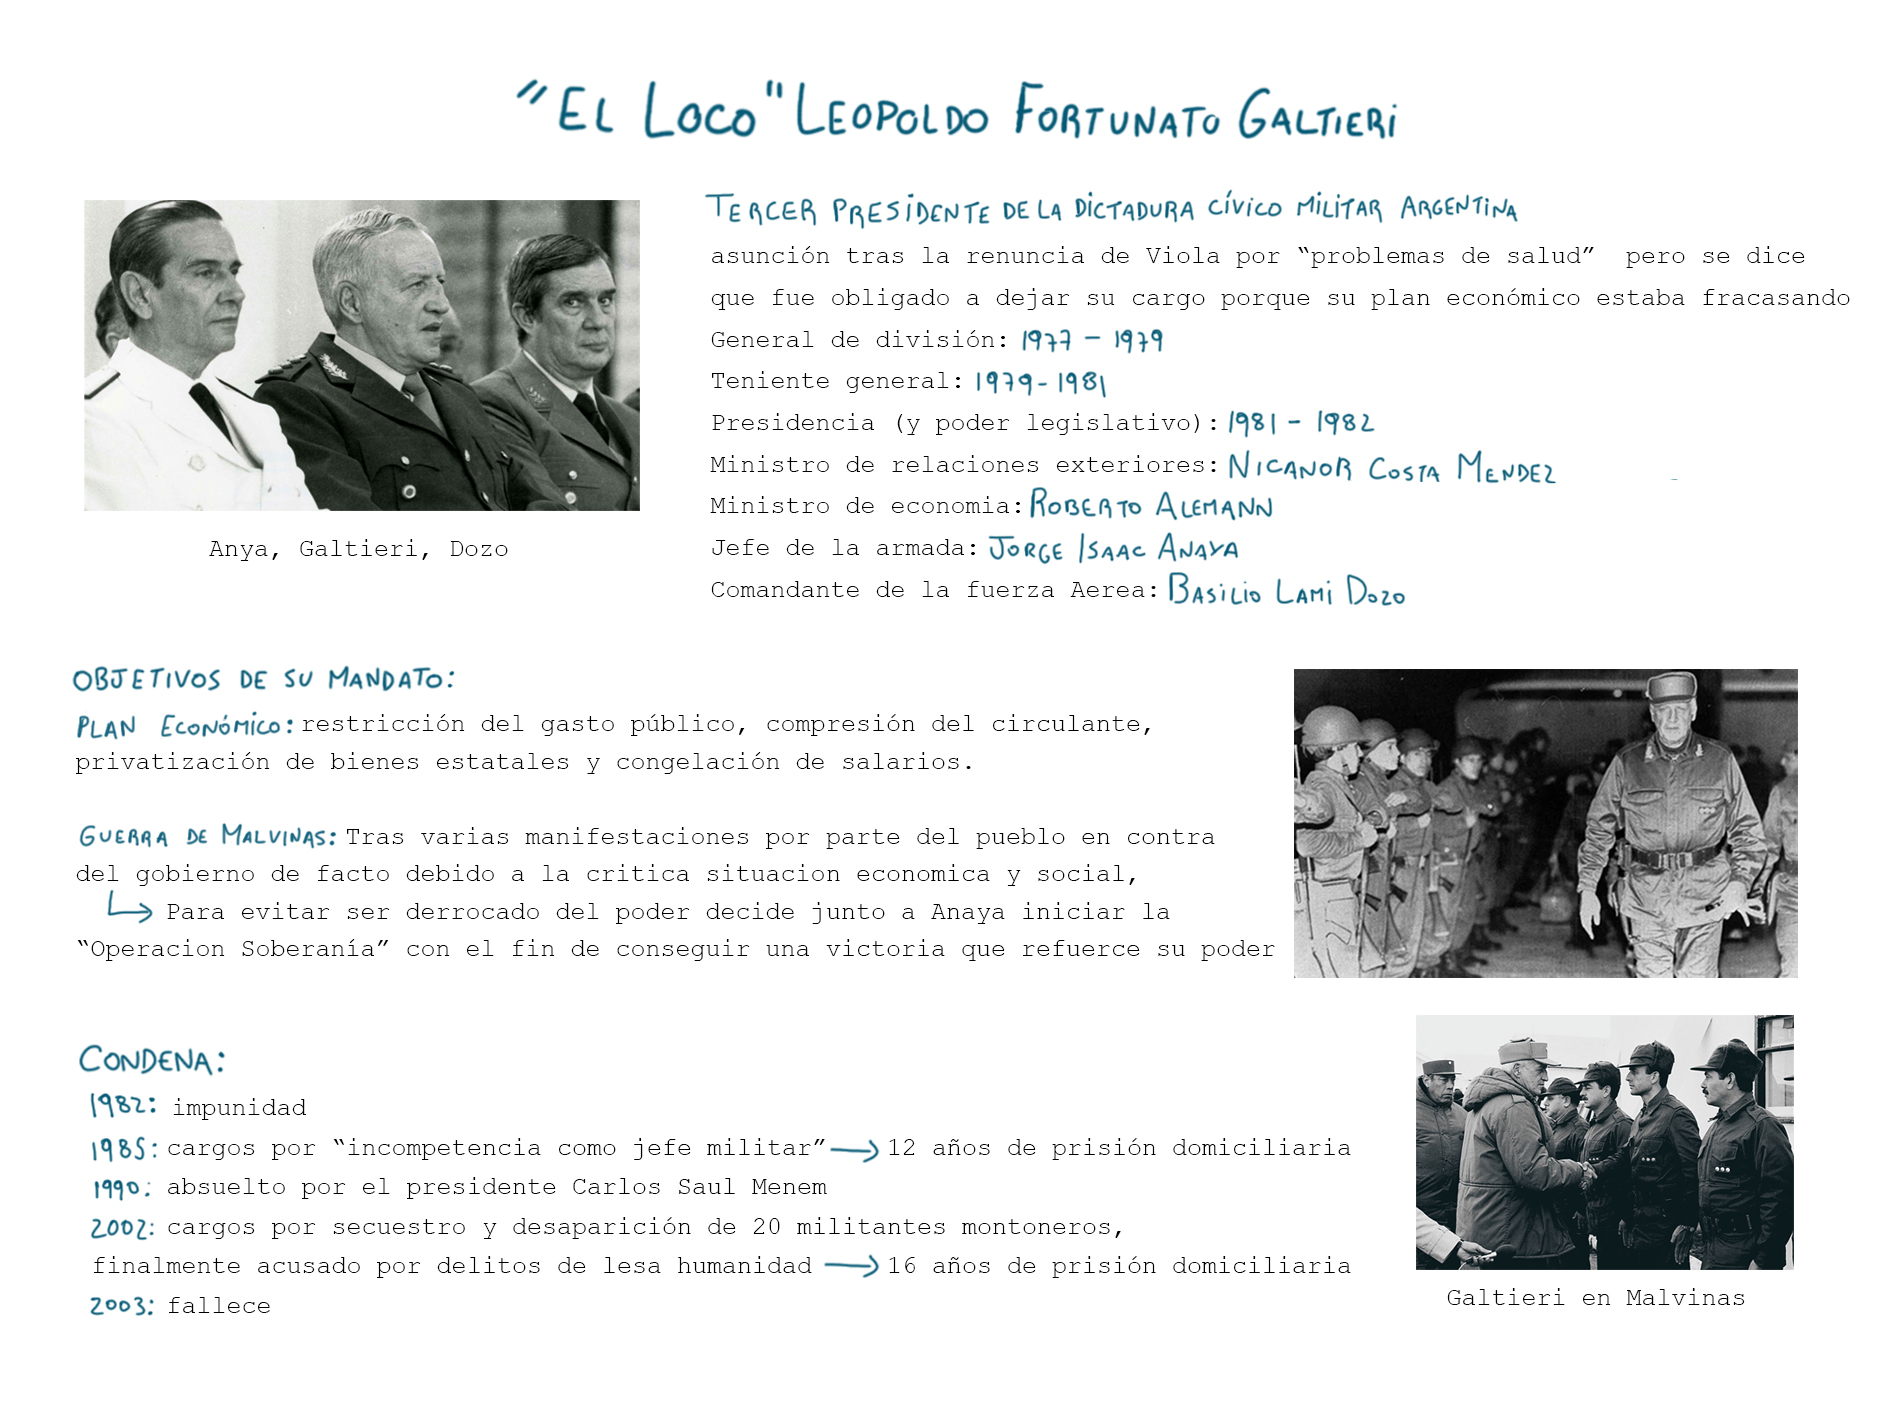 "EL LOCO" LEOPOLDO FORTUNATO GALTIERI
TERCER PRESIDENTE DE LA DICTADURA CÍVICO MILITAR ARGENTINA
asunción tras la renuncia de Viola por “problemas de salud” pero se dice
que fue obligado a dejar su cargo porque su plan económico estaba fracasando
General de división: 1977 - 1979
Teniente general: 1979-1981
Presidencia (y poder legislativo): 1981 - 1982
Ministro de relaciones exteriores: NICANOR COSTA MENDEZ
Ministro de economia: ROBERTO ALEMANN
Jefe de la armada: JORGE ISAAC ANAYA
Comandante de la fuerza Aerea: BASILIO LAMI DOZO
Anya, Galtieri, Dozo
OBJETIVOS DE SU MANDATO:
PLAN ECONÓMICO: restricción del gasto público, compresión del circulante,
privatización de bienes estatales y congelación de salarios.
GUERRA DE MALVINAS: Tras varias manifestaciones por parte del pueblo en contra
del gobierno de facto debido a la critica situacion economica y social,
Para evitar ser derrocado del poder decide junto a Anaya iniciar la
“Operacion Soberanía” con el fin de conseguir una victoria que refuerce su poder
CONDENA:
1982: impunidad
1985: cargos por “incompetencia como jefe militar” → 12 años de prisión domiciliaria
1990: absuelto por el presidente Carlos Saul Menem
2002: cargos por secuestro y desaparición de 20 militantes montoneros,
finalmente acusado por delitos de lesa humanidad → 16 años de prisión domiciliaria
2003: fallece
Galtieri en Malvinas